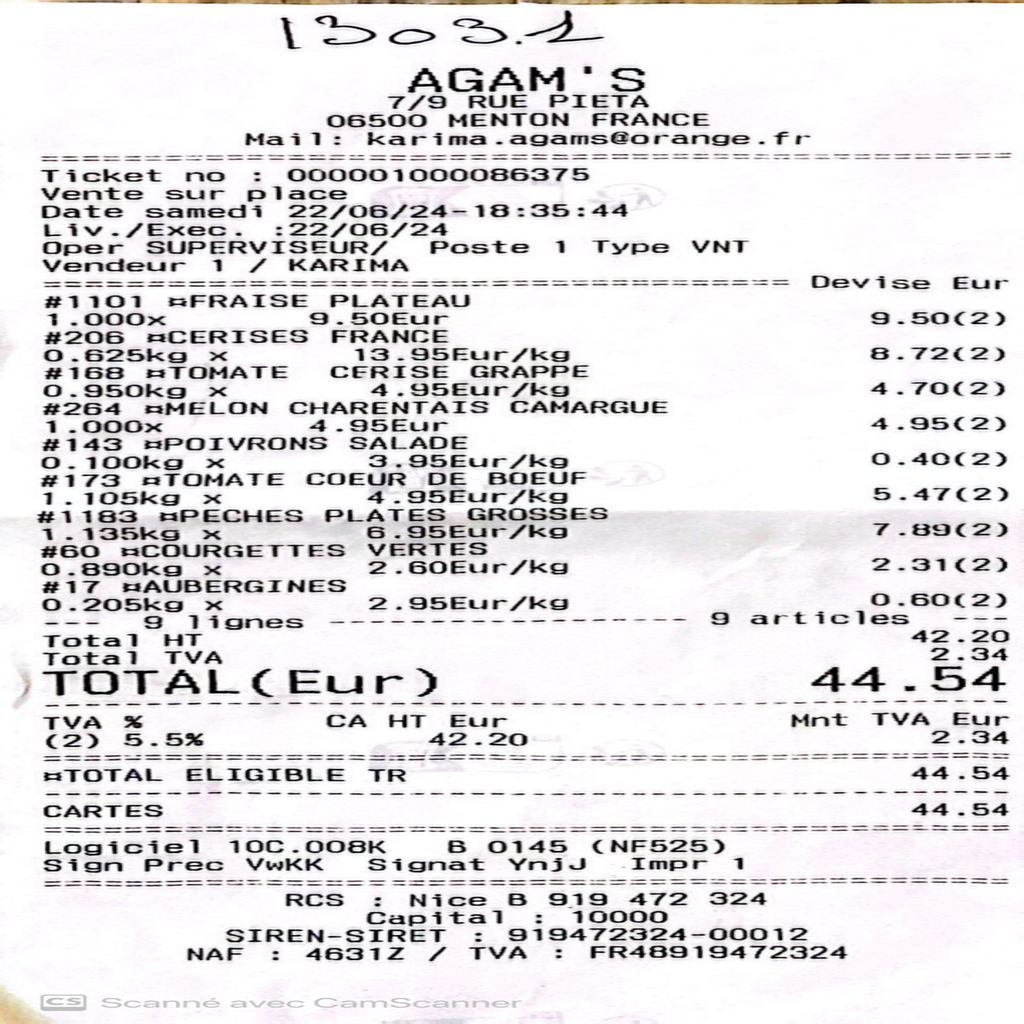 1303.1
AGAM'S
7/9 RUE PIETA
06500 MENTON FRANCE
Mail: karima.agams@orange.fr
Ticket no : 000001000086375
Vente sur place
Date samedi 22/06/24-18:35:44
Liv./Exec. :22/06/24
Oper SUPERVISEUR/ Poste 1 Type VNT
Vendeur 1 / KARIMA
Devise Eur
#1101 ¤FRAISE PLATEAU
1.000x 9.50Eur 9.50(2)
#206 ¤CERISES FRANCE
0.625kg x 13.95Eur/kg 8.72(2)
#168 ¤TOMATE CERISE GRAPPE
0.950kg x 4.95Eur/kg 4.70(2)
#264 ¤MELON CHARENTAIS CAMARGUE
1.000x 4.95Eur 4.95(2)
#143 ¤POIVRONS SALADE
0.100kg x 3.95Eur/kg 0.40(2)
#173 ¤TOMATE COEUR DE BOEUF
1.105kg x 4.95Eur/kg 5.47(2)
#1183 ¤PECHES PLATES GROSSES
1.135kg x 6.95Eur/kg 7.89(2)
#60 ¤COURGETTES VERTES
0.890kg x 2.60Eur/kg 2.31(2)
#17 ¤AUBERGINES
0.205kg x 2.95Eur/kg 0.60(2)
--- 9 lignes ------------------ 9 articles ---
Total HT 42.20
Total TVA 2.34
TOTAL(Eur) 44.54
TVA % CA HT Eur Mnt TVA Eur
(2) 5.5% 42.20 2.34
¤TOTAL ELIGIBLE TR 44.54
CARTES 44.54
Logiciel 10C.008K B 0145 (NF525)
Sign Prec VwKK Signat YnjJ Impr 1
RCS : Nice B 919 472 324
Capital : 10000
SIREN-SIRET : 919472324-00012
NAF : 4631Z / TVA : FR48919472324
CS Scanné avec CamScanner